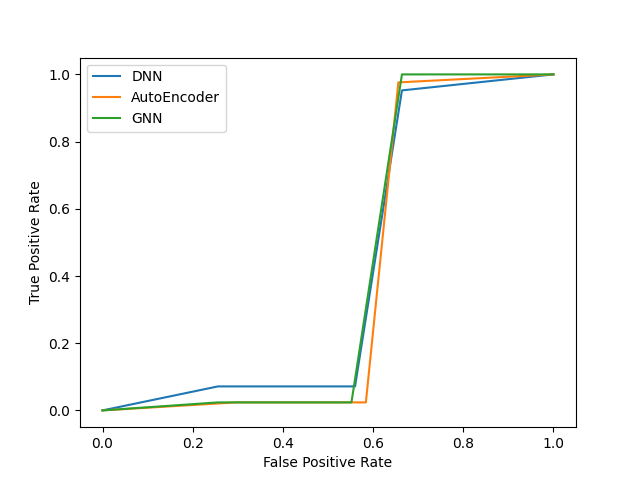 DNN
AutoEncoder
GNN
1.0
0.8
0.6
0.4
0.2
0.0
True Positive Rate
0.0 0.2 0.4 0.6 0.8 1.0
False Positive Rate